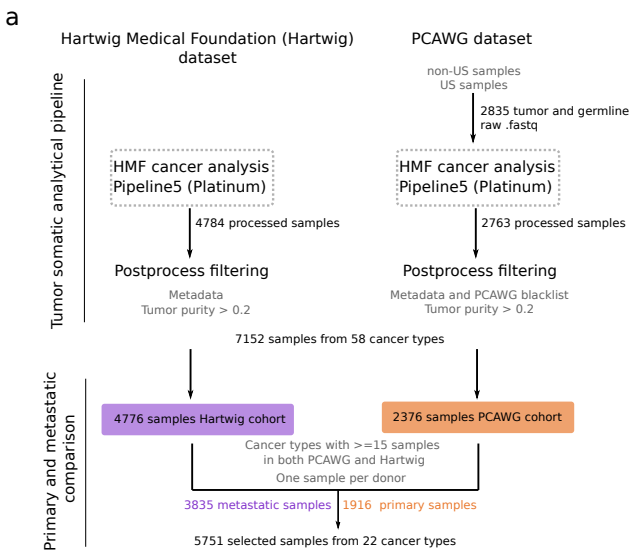 a
Hartwig Medical Foundation (Hartwig)
dataset
PCAWG dataset
non-US samples
US samples
2835 tumor and germline
raw .fastq
Tumor somatic analytical pipeline
HMF cancer analysis
Pipeline5 (Platinum)
HMF cancer analysis
Pipeline5 (Platinum)
4784 processed samples
2763 processed samples
Postprocess filtering
Metadata
Tumor purity > 0.2
Postprocess filtering
Metadata and PCAWG blacklist
Tumor purity > 0.2
7152 samples from 58 cancer types
Primary and metastatic
comparison
4776 samples Hartwig cohort
2376 samples PCAWG cohort
Cancer types with >=15 samples
in both PCAWG and Hartwig
One sample per donor
3835 metastatic samples
1916 primary samples
5751 selected samples from 22 cancer types